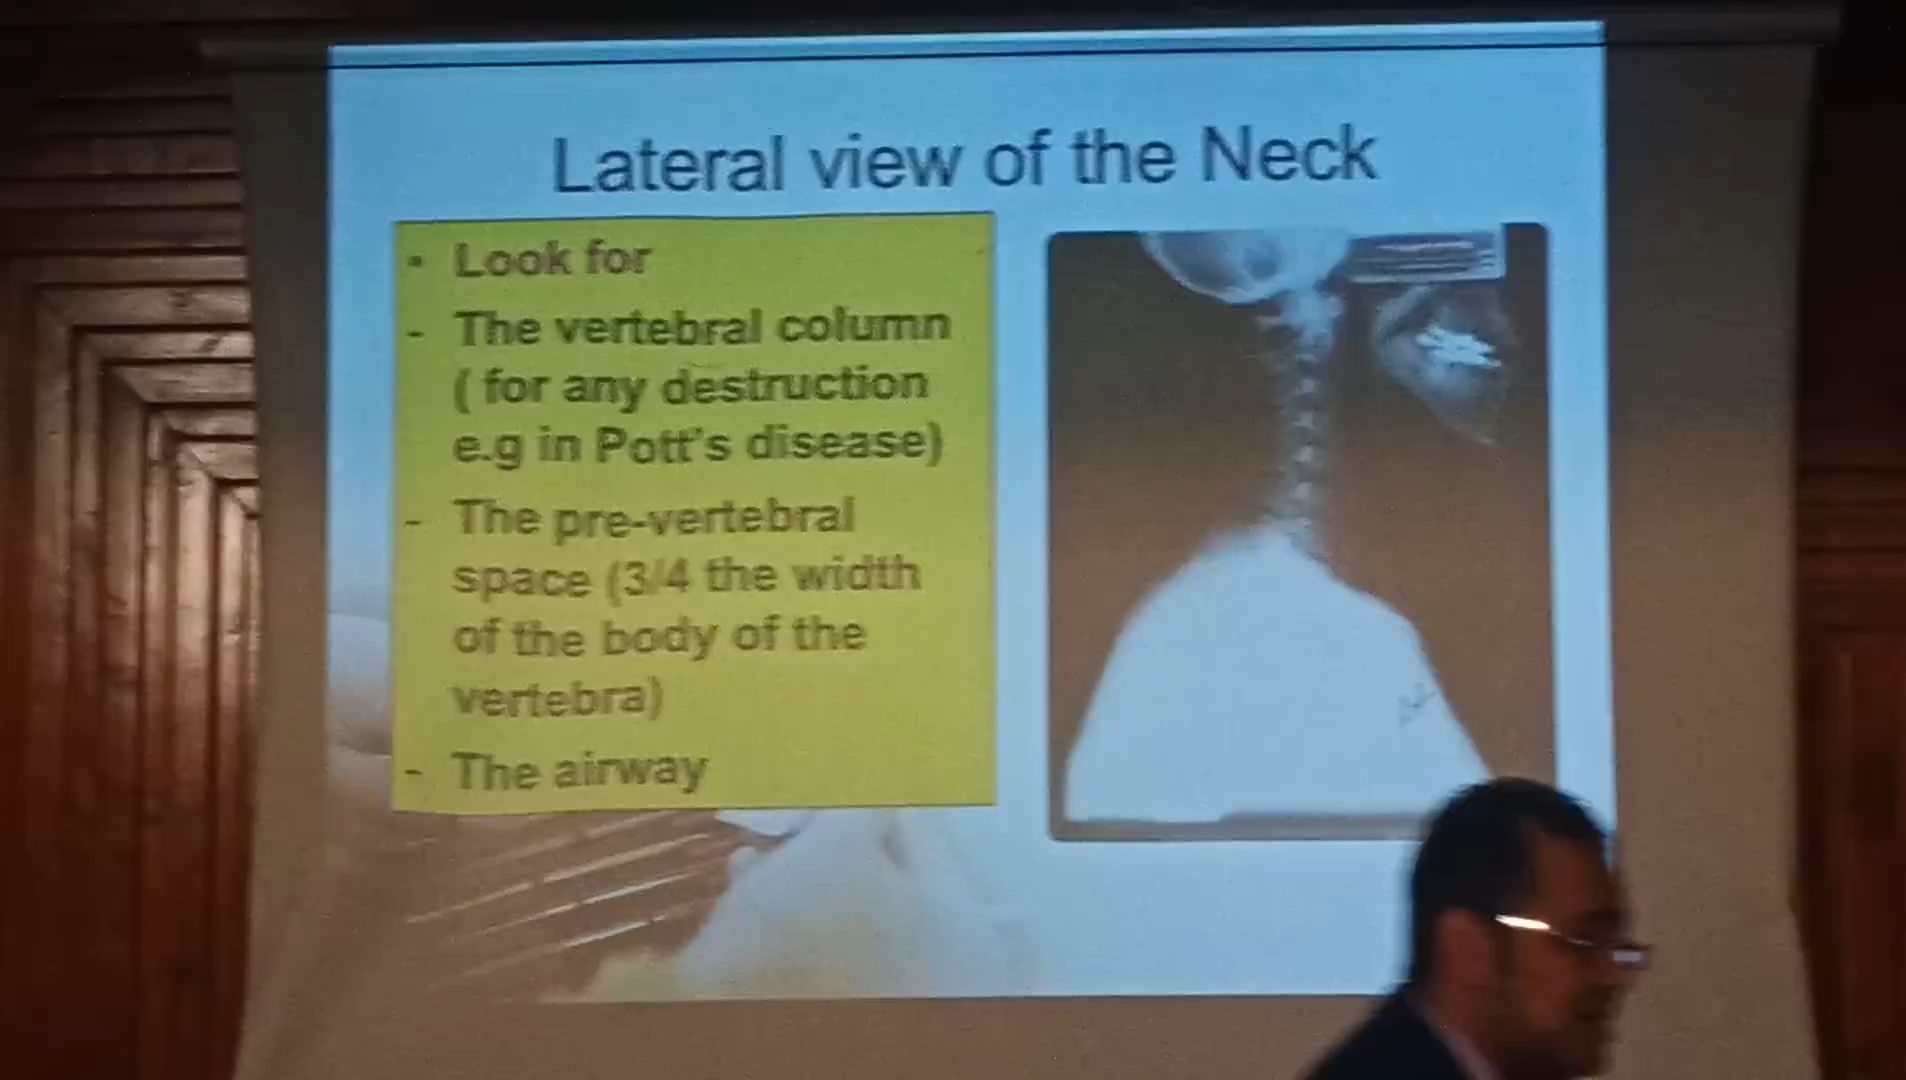 Lateral view of the Neck
• Look for
- The vertebral column
( for any destruction
e.g in Pott's disease)
- The pre-vertebral
space (3/4 the width
of the body of the
vertebra)
- The airway